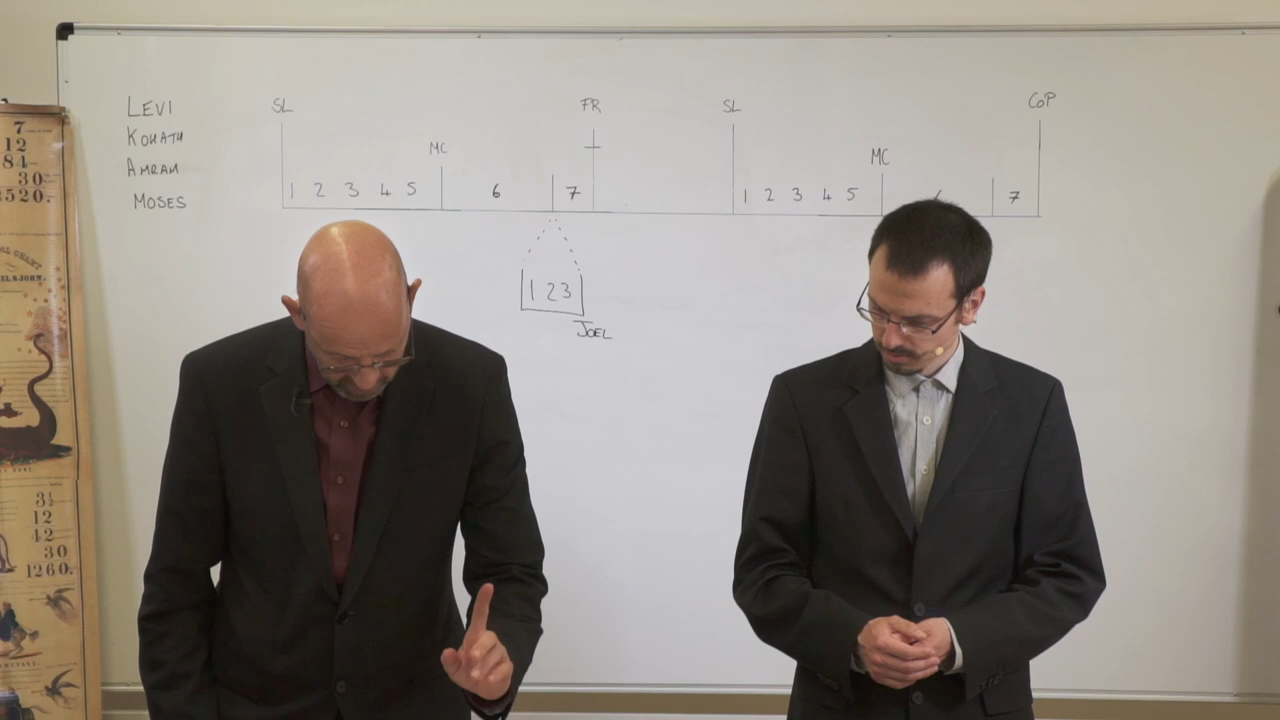 LEVI
KOHATH
AMRAM
MOSES
SL FR SL CoP
MC MC
1 2 3 4 5 6 7 1 2 3 4 5 7
1 2 3
JOEL
7
12
84
30
2520.
3½
12
42
30
1260.